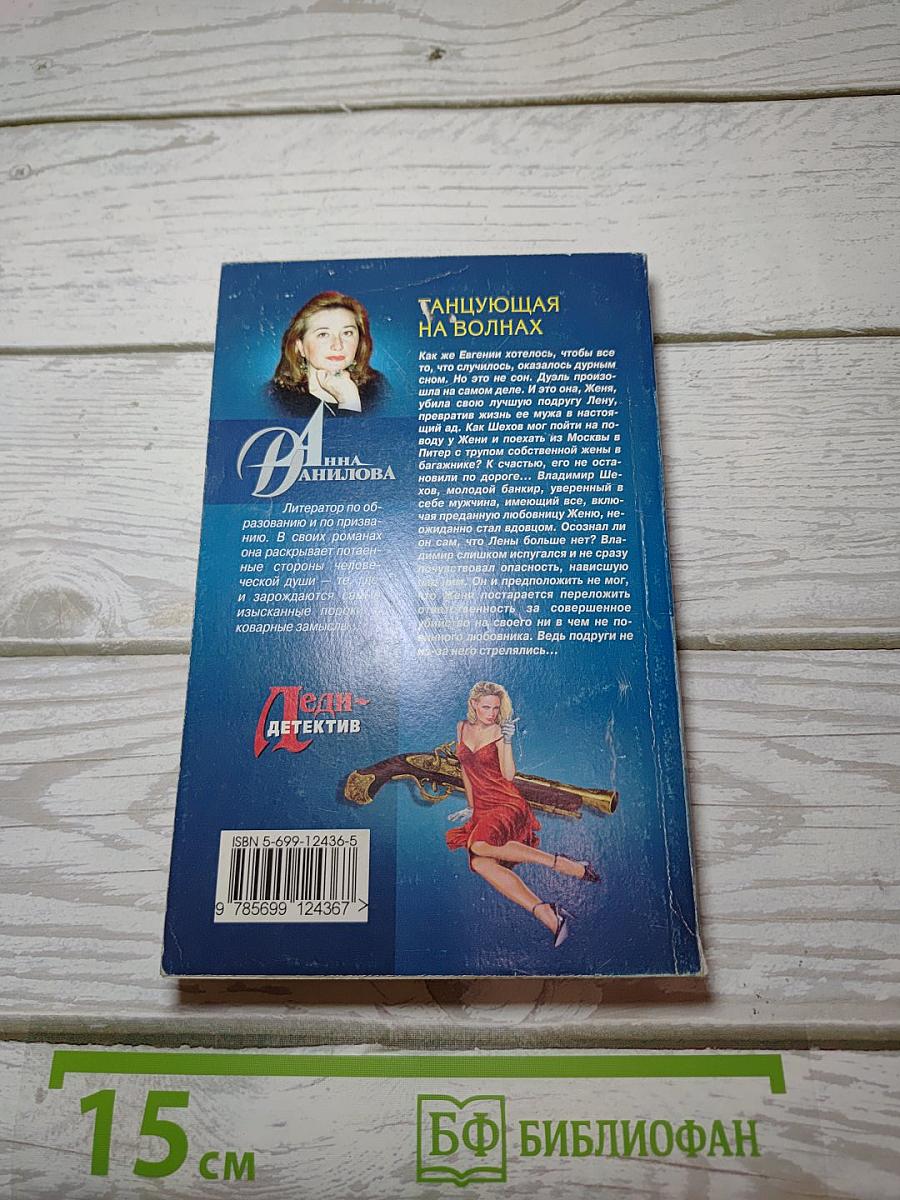 ТАНЦУЮЩАЯ
НА ВОЛНАХ
Как же Евгении хотелось, чтобы все
то, что случилось, оказалось дурным
сном. Но это не сон. Дуэль произо-
шла на самом деле. И это она, Женя,
убила свою лучшую подругу Лену,
превратив жизнь ее мужа в настоя-
щий ад. Как Шехов мог пойти на по-
воду у Жени и поехать из Москвы в
Питер с трупом собственной жены в
багажнике? К счастью, его не оста-
новили по дороге... Владимир Ше-
хов, молодой банкир, уверенный в
себе мужчина, имеющий все, вклю-
чая преданную любовницу Женю, не-
ожиданно стал вдовцом. Осознал ли
он сам, что Лены больше нет? Вла-
димир слишком испугался и не сразу
почувствовал опасность, нависшую
над ним. Он и предположить не мог,
что Женя постарается переложить
ответственность за совершенное
убийство на своего ни в чем не по-
винного любовника. Ведь подруги не
из-за него стрелялись...
АННА
ДАНИЛОВА
Литератор по об-
разованию и по призва-
нию. В своих романах
она раскрывает потаен-
ные стороны челове-
ческой души – те, где
и зарождаются самые
изысканные пороки и
коварные замыслы...
Леди-
ДЕТЕКТИВ
ISBN 5-699-12436-5
9 785699 124367 >
15 см
БФ БИБЛИОФАН